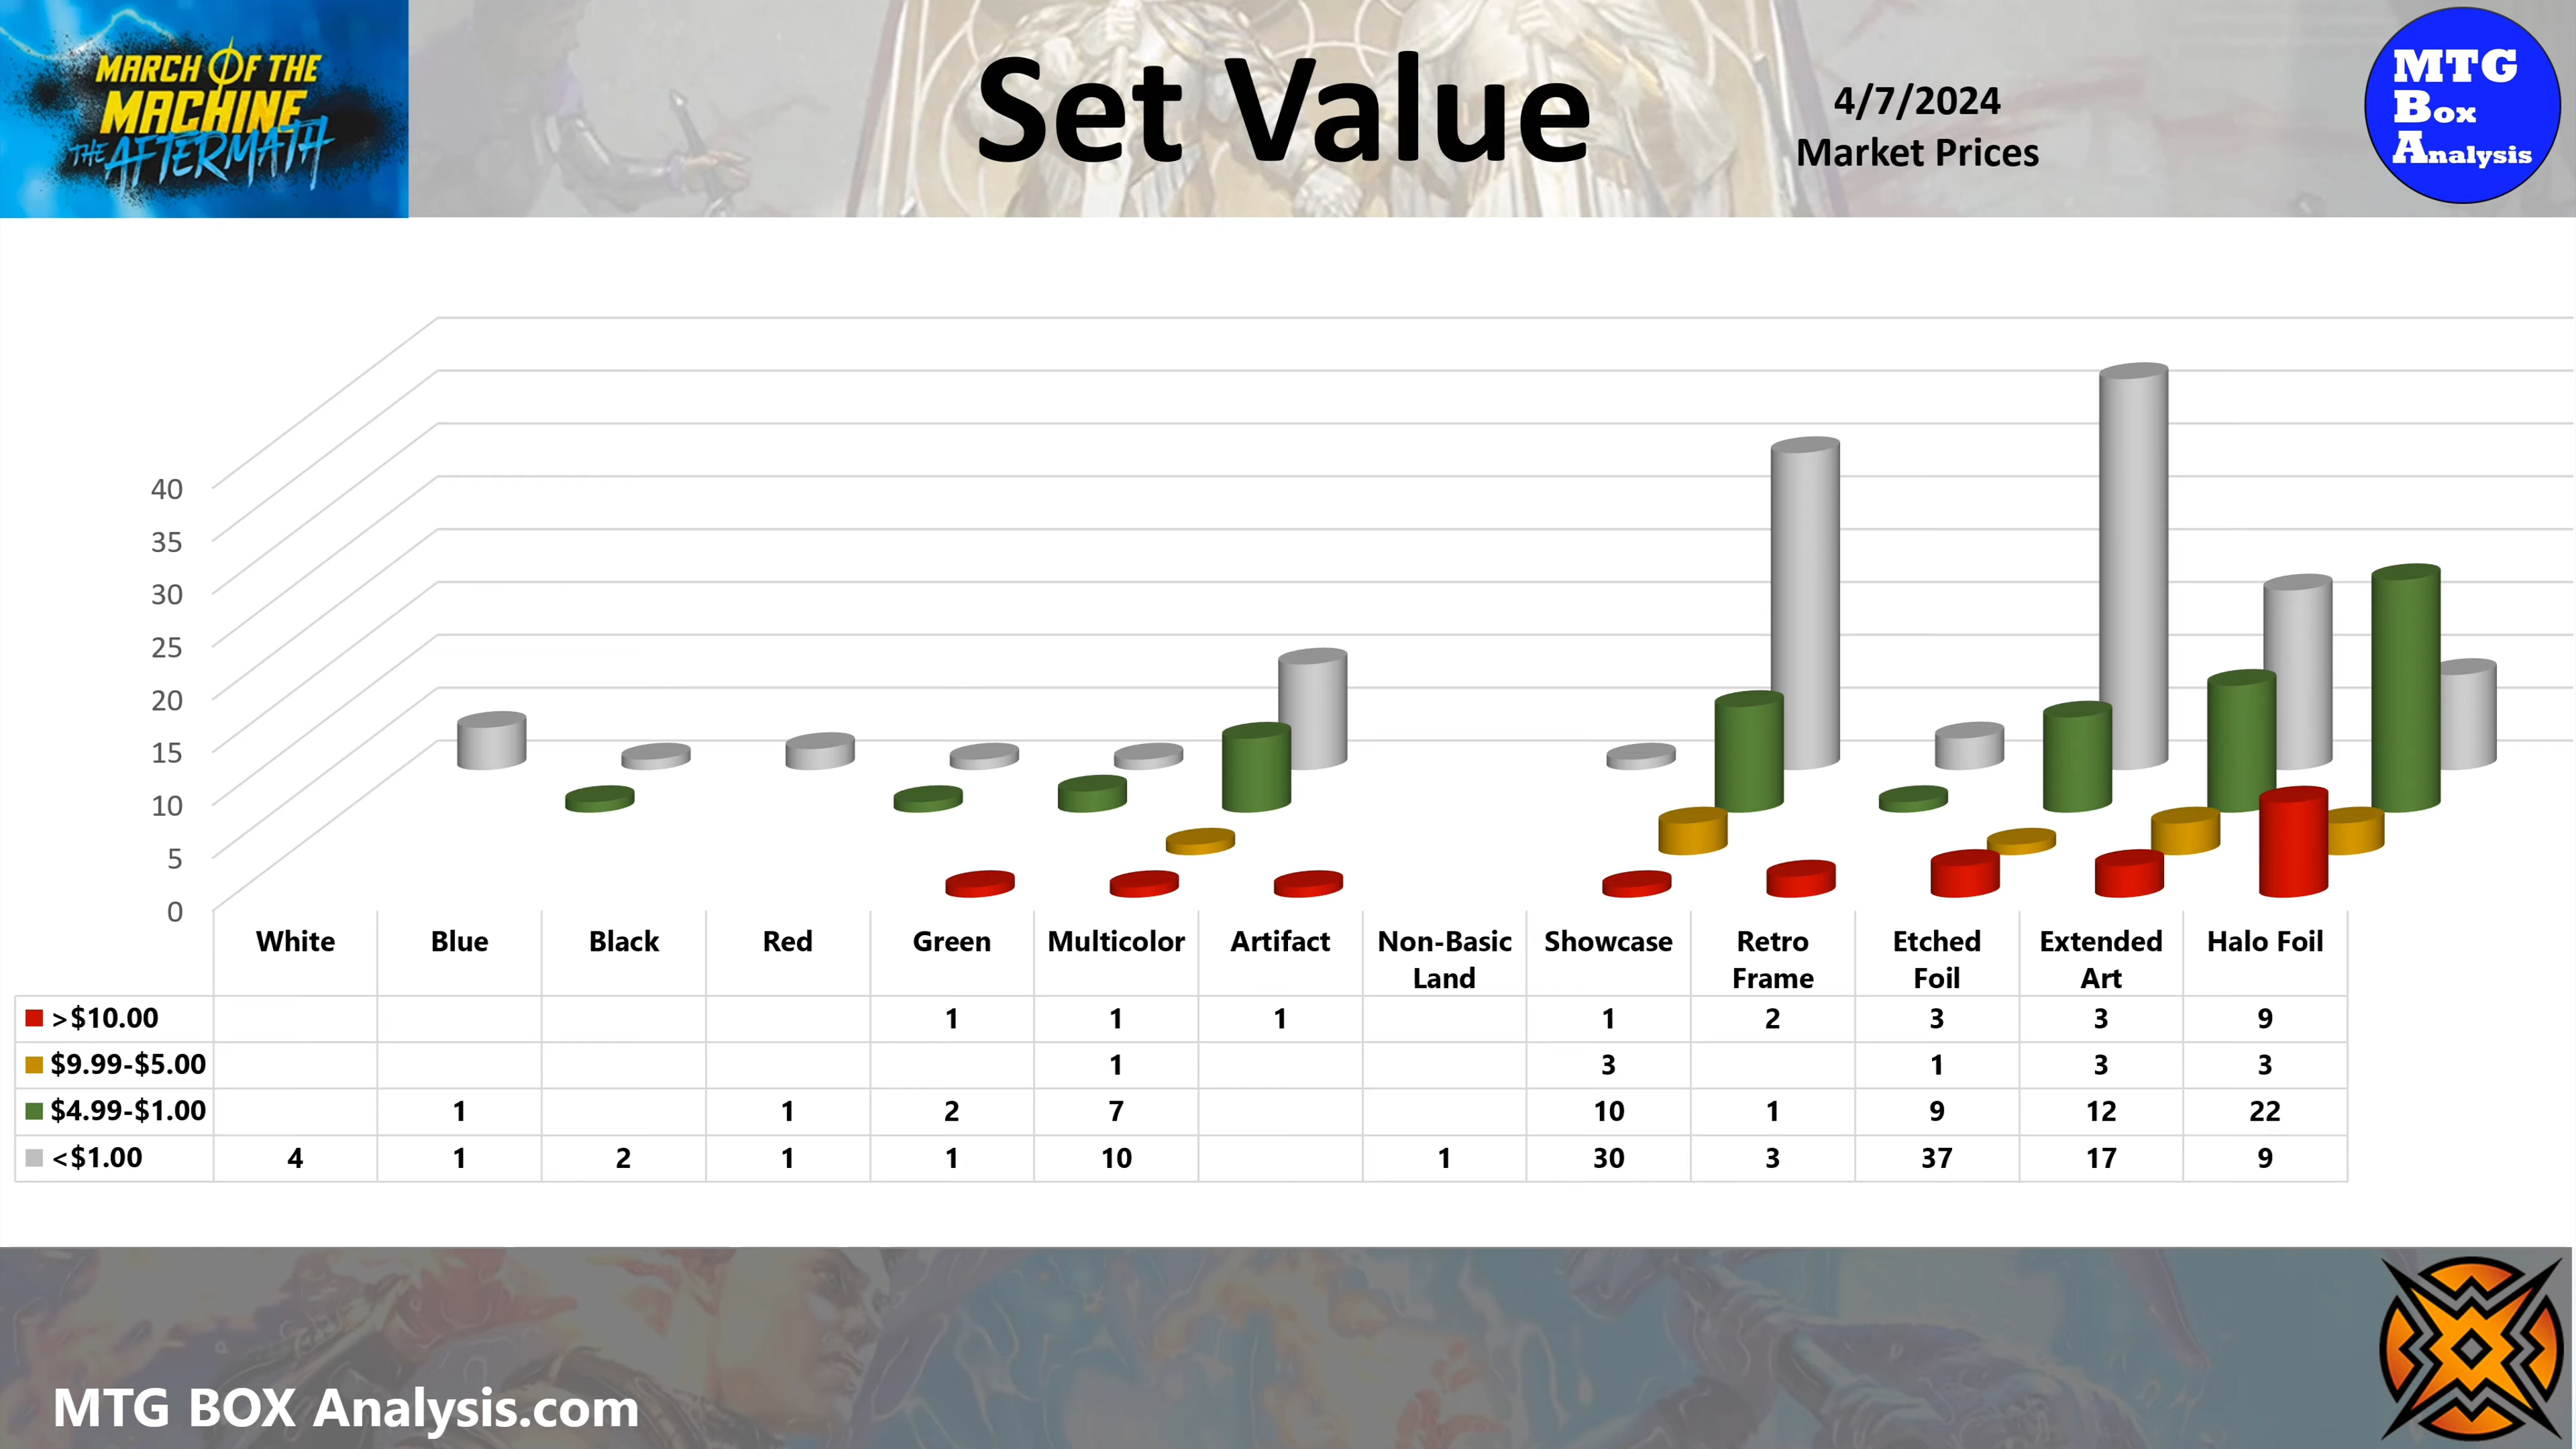 MARCH OF THE
MACHINE
THE AFTERMATH
Set Value
4/7/2024
Market Prices
MTG
Box
Analysis
40
35
30
25
20
15
10
5
0
White Blue Black Red Green Multicolor Artifact Non-Basic Showcase Retro Etched Extended Halo Foil
Land Frame Foil Art
>$10.00 1 1 1 1 2 3 3 9
$9.99-$5.00 1 3 1 3 3
$4.99-$1.00 1 1 2 7 10 1 9 12 22
<$1.00 4 1 2 1 1 10 1 30 3 37 17 9
MTG BOX Analysis.com